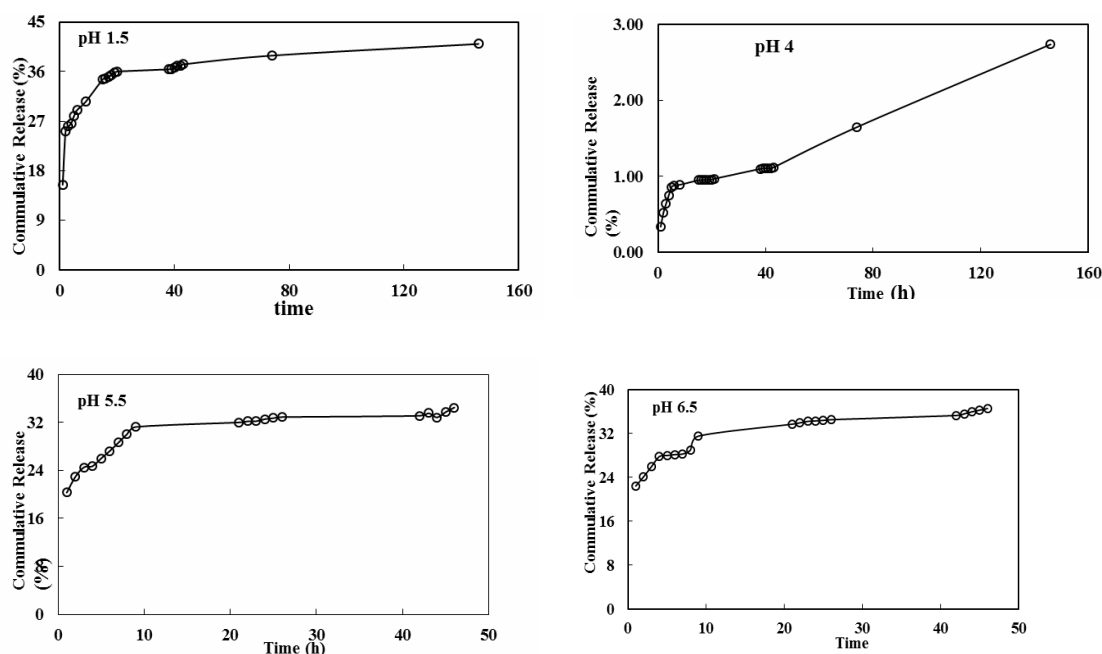 pH 1.5
Commulative Release (%)
45
36
27
18
9
0
0 40 80 120 160
time
pH 4
Commulative Release
(%)
3.00
2.00
1.00
0.00
0 40 80 120 160
Time (h)
pH 5.5
Commulative Release
(%)
40
32
24
16
8
0
0 10 20 30 40 50
Time (h)
pH 6.5
Commulative Release (%)
40
32
24
16
8
0
0 10 20 30 40 50
Time